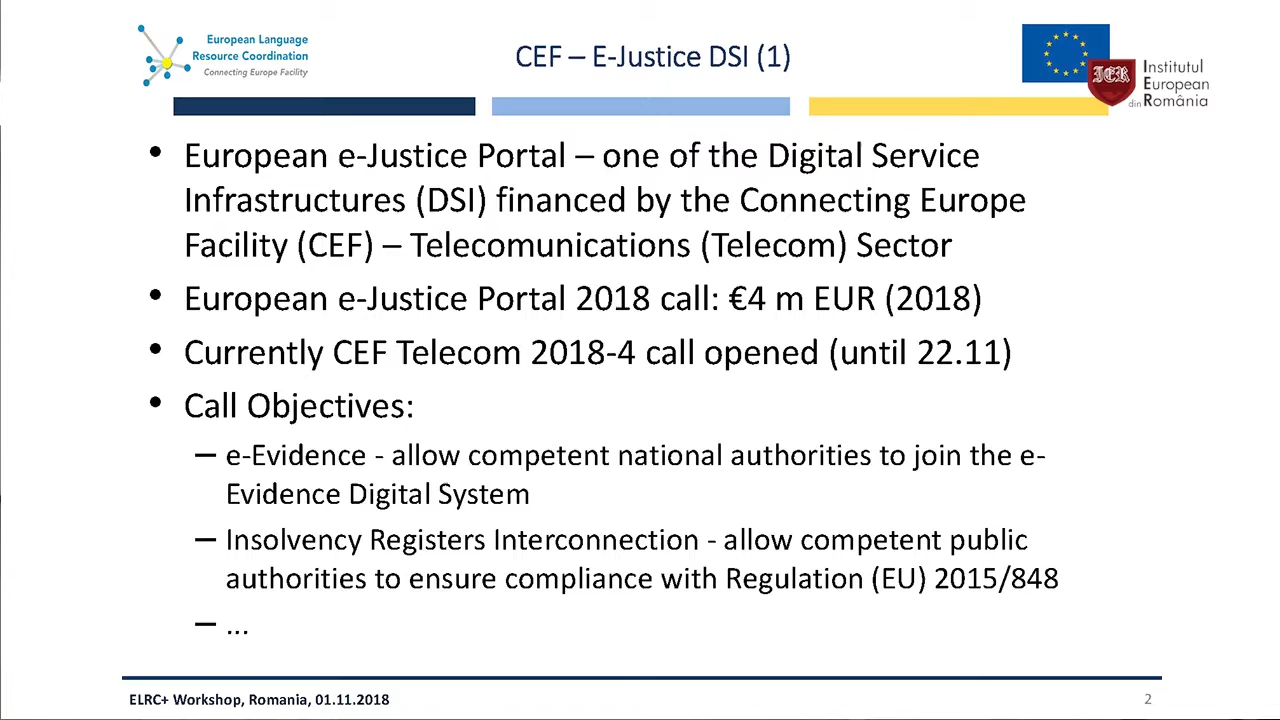 European Language
Resource Coordination
Connecting Europe Facility
CEF – E-Justice DSI (1)
IER
Institutul
European
din România
• European e-Justice Portal – one of the Digital Service
Infrastructures (DSI) financed by the Connecting Europe
Facility (CEF) – Telecomunications (Telecom) Sector
• European e-Justice Portal 2018 call: €4 m EUR (2018)
• Currently CEF Telecom 2018-4 call opened (until 22.11)
• Call Objectives:
– e-Evidence - allow competent national authorities to join the e-
Evidence Digital System
– Insolvency Registers Interconnection - allow competent public
authorities to ensure compliance with Regulation (EU) 2015/848
– ...
ELRC+ Workshop, Romania, 01.11.2018
2